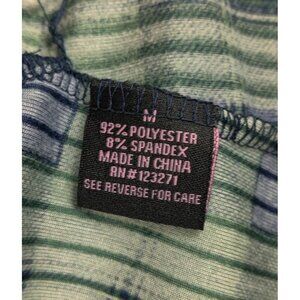 M
92% POLYESTER
8% SPANDEX
MADE IN CHINA
RN#123271
SEE REVERSE FOR CARE